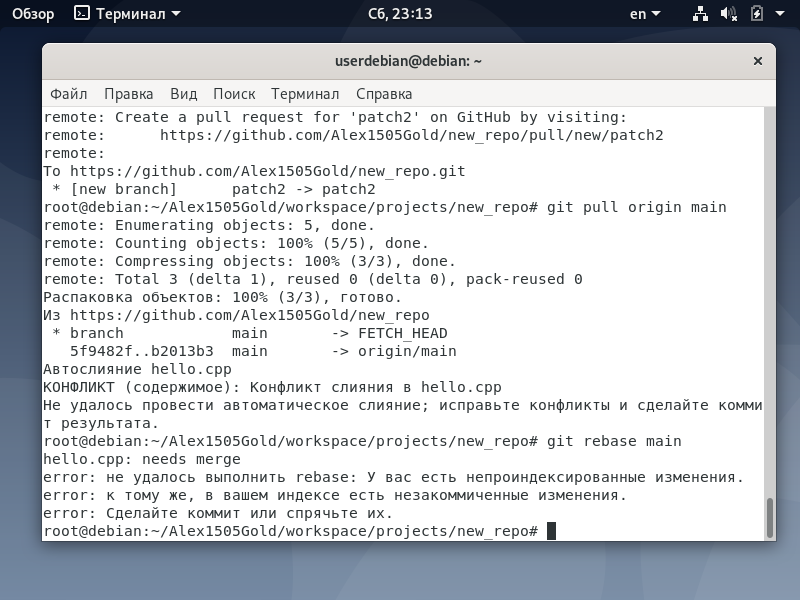 Обзор Терминал Сб, 23:13 en
userdebian@debian: ~ ×
Файл Правка Вид Поиск Терминал Справка
remote: Create a pull request for 'patch2' on GitHub by visiting:
remote:      https://github.com/Alex1505Gold/new_repo/pull/new/patch2
remote:
To https://github.com/Alex1505Gold/new_repo.git
 * [new branch]      patch2 -> patch2
root@debian:~/Alex1505Gold/workspace/projects/new_repo# git pull origin main
remote: Enumerating objects: 5, done.
remote: Counting objects: 100% (5/5), done.
remote: Compressing objects: 100% (3/3), done.
remote: Total 3 (delta 1), reused 0 (delta 0), pack-reused 0
Распаковка объектов: 100% (3/3), готово.
Из https://github.com/Alex1505Gold/new_repo
 * branch            main       -> FETCH_HEAD
   5f9482f..b2013b3  main       -> origin/main
Автослияние hello.cpp
КОНФЛИКТ (содержимое): Конфликт слияния в hello.cpp
Не удалось провести автоматическое слияние; исправьте конфликты и сделайте комми
т результата.
root@debian:~/Alex1505Gold/workspace/projects/new_repo# git rebase main
hello.cpp: needs merge
error: не удалось выполнить rebase: У вас есть непроиндексированные изменения.
error: к тому же, в вашем индексе есть незакоммиченные изменения.
error: Сделайте коммит или спрячьте их.
root@debian:~/Alex1505Gold/workspace/projects/new_repo#